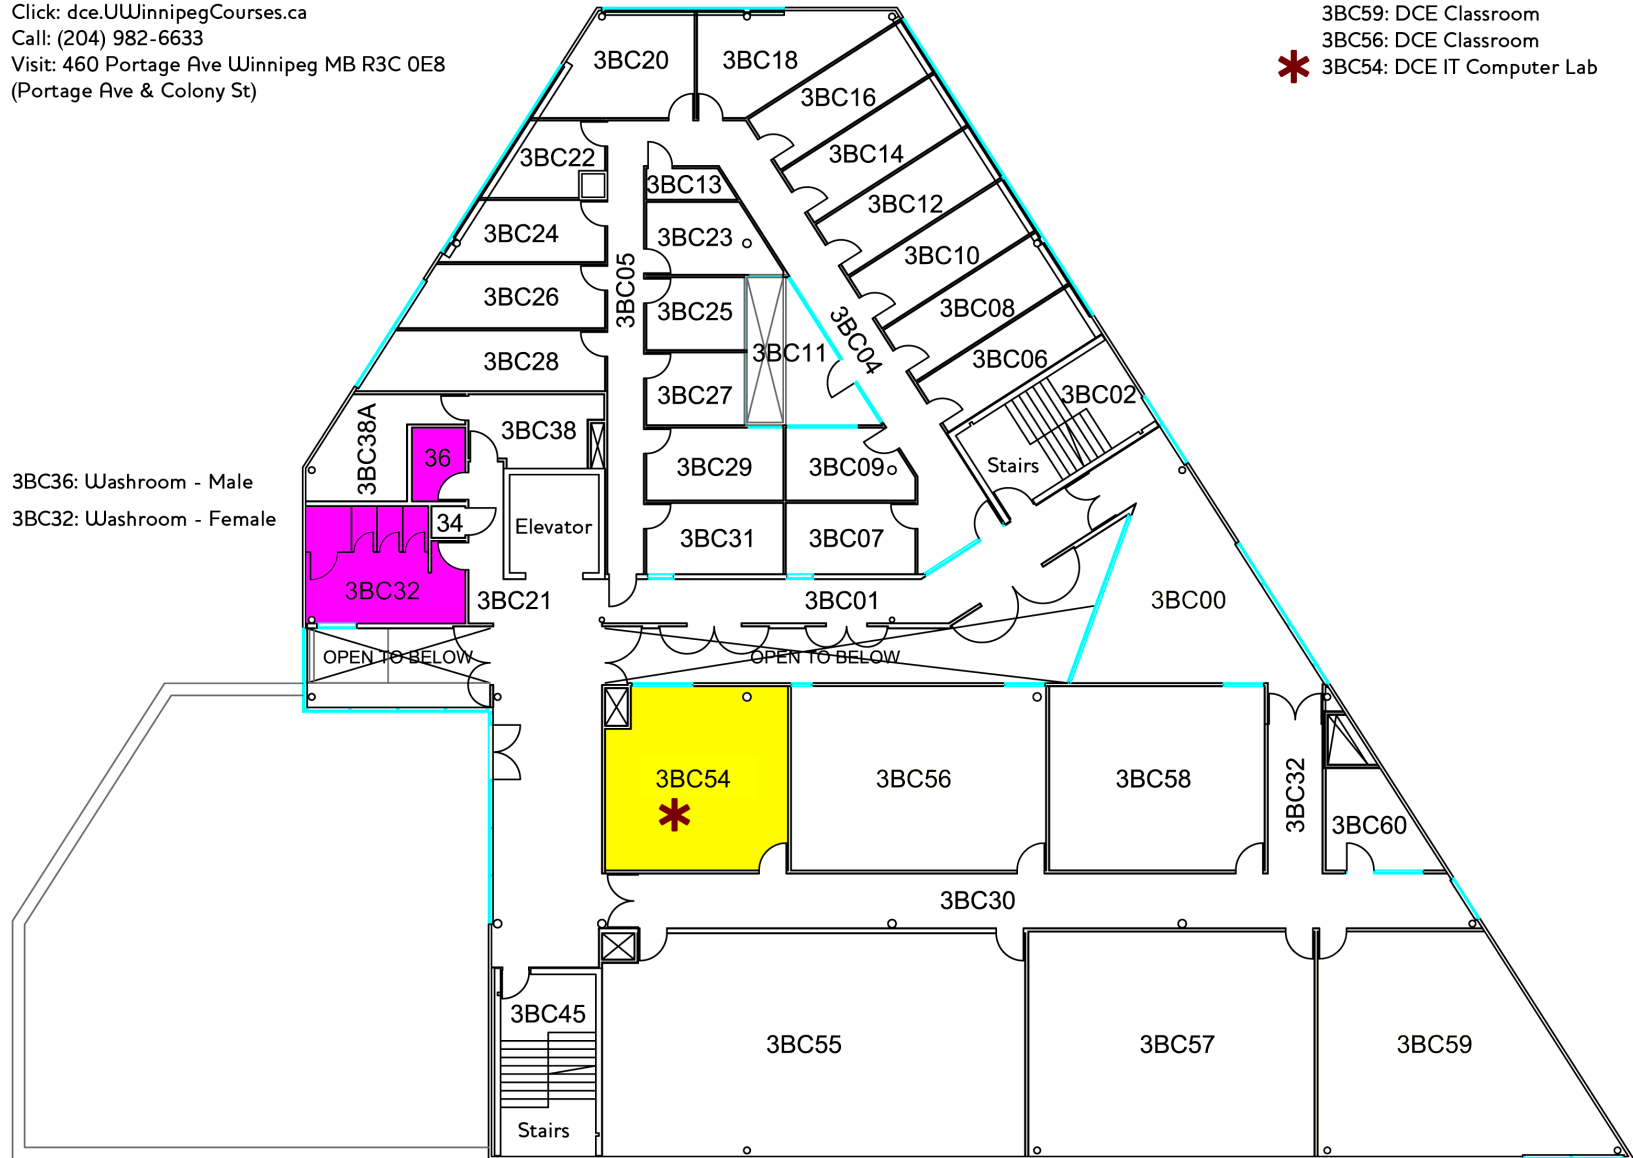 Click: dce.UWinnipegCourses.ca
Call: (204) 982-6633
Visit: 460 Portage Ave Winnipeg MB R3C 0E8
(Portage Ave & Colony St)
3BC59: DCE Classroom
3BC56: DCE Classroom
3BC54: DCE IT Computer Lab
3BC20
3BC18
3BC16
3BC14
3BC22
3BC13
3BC12
3BC24
3BC23
3BC10
3BC05
3BC26
3BC25
3BC08
3BC04
3BC11
3BC28
3BC06
3BC27
3BC02
3BC38A
3BC38
36
3BC29
3BC09
Stairs
3BC36: Washroom - Male
3BC32: Washroom - Female
34
Elevator
3BC31
3BC07
3BC32
3BC21
3BC01
3BC00
OPEN TO BELOW
OPEN TO BELOW
3BC54
3BC56
3BC58
3BC32
3BC60
3BC30
3BC45
3BC55
3BC57
3BC59
Stairs